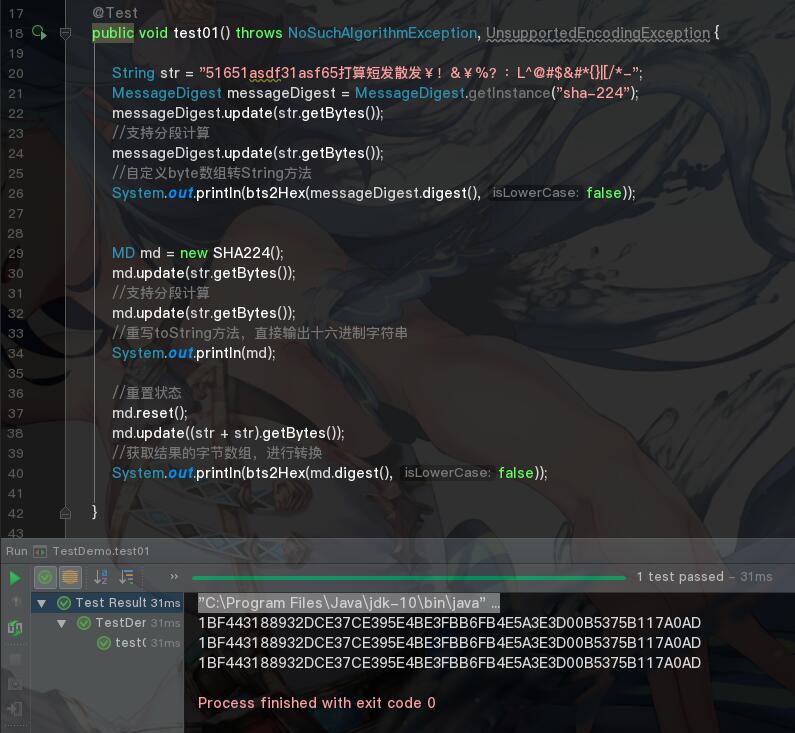 17 @Test
18 public void test01() throws NoSuchAlgorithmException, UnsupportedEncodingException {
19
20 String str = "51651asdf31asf65打算短发散发￥！&￥%？：L^@#$&#*{}|[/*-";
21 MessageDigest messageDigest = MessageDigest.getInstance("sha-224");
22 messageDigest.update(str.getBytes());
23 //支持分段计算
24 messageDigest.update(str.getBytes());
25 //自定义byte数组转String方法
26 System.out.println(bts2Hex(messageDigest.digest(), isLowerCase: false));
27
28
29 MD md = new SHA224();
30 md.update(str.getBytes());
31 //支持分段计算
32 md.update(str.getBytes());
33 //重写toString方法，直接输出十六进制字符串
34 System.out.println(md);
35
36 //重置状态
37 md.reset();
38 md.update((str + str).getBytes());
39 //获取结果的字节数组，进行转换
40 System.out.println(bts2Hex(md.digest(), isLowerCase: false));
41
42 }
43
Run TestDemo.test01
» 1 test passed – 31ms
Test Result 31ms
TestDer 31ms
test( 31ms
"C:\Program Files\Java\jdk-10\bin\java" ...
1BF443188932DCE37CE395E4BE3FBB6FB4E5A3E3D00B5375B117A0AD
1BF443188932DCE37CE395E4BE3FBB6FB4E5A3E3D00B5375B117A0AD
1BF443188932DCE37CE395E4BE3FBB6FB4E5A3E3D00B5375B117A0AD
Process finished with exit code 0